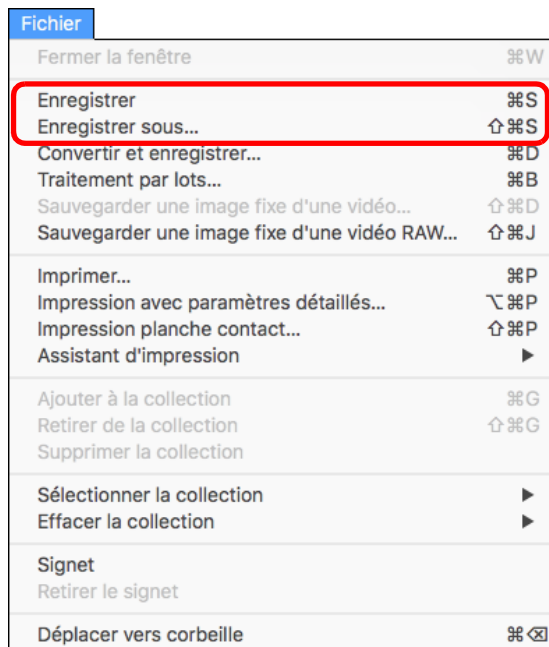 Fichier
Fermer la fenêtre ⌘W
Enregistrer ⌘S
Enregistrer sous... ⇧⌘S
Convertir et enregistrer... ⌘D
Traitement par lots... ⌘B
Sauvegarder une image fixe d'une vidéo... ⇧⌘D
Sauvegarder une image fixe d'une vidéo RAW... ⇧⌘J
Imprimer... ⌘P
Impression avec paramètres détaillés... ⌥⌘P
Impression planche contact... ⇧⌘P
Assistant d'impression ▶
Ajouter à la collection ⌘G
Retirer de la collection ⇧⌘G
Supprimer la collection
Sélectionner la collection ▶
Effacer la collection ▶
Signet
Retirer le signet
Déplacer vers corbeille ⌘⌫